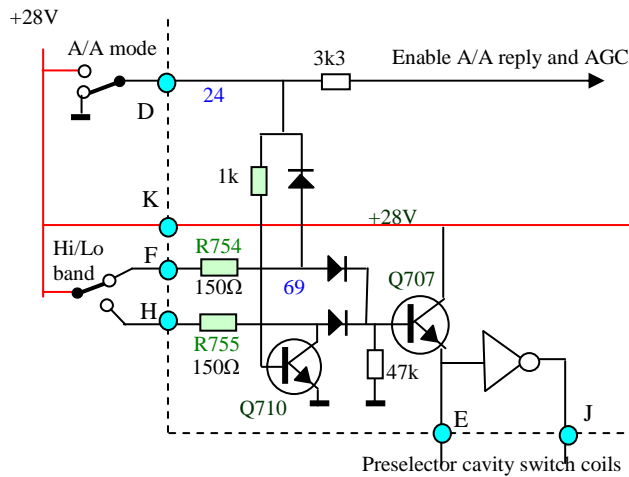 +28V
A/A mode
3k3
Enable A/A reply and AGC
D
24
1k
K
+28V
Hi/Lo
band
F
R754
150Ω
69
Q707
H
R755
150Ω
47k
Q710
E
J
Preselector cavity switch coils